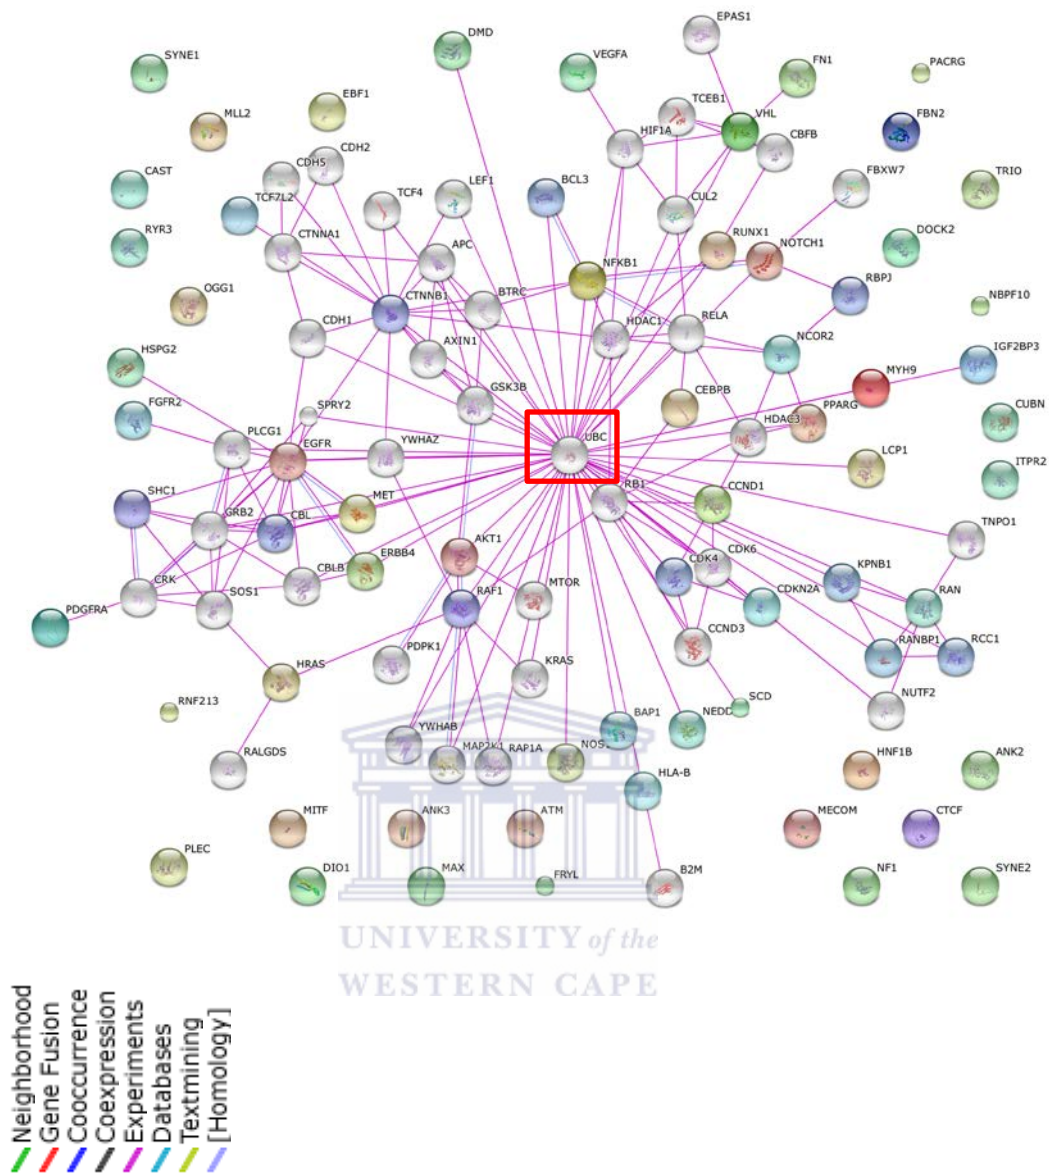 EPAS1
DMD
SYNE1
VEGFA
FN1
PACRG
EBF1
TCEB1
MLL2
VHL
FBN2
HIF1A
CBFB
CDH2
CDH5
CAST
TCF7L2
TCF4
LEF1
BCL3
CUL2
FBXW7
TRIO
RYR3
CTNNA1
APC
RUNX1
NOTCH1
DOCK2
NFKB1
RBPJ
OGG1
CTNNB1
BTRC
NBPF10
CDH1
HDAC1
RELA
AXIN1
NCOR2
HSPG2
IGF2BP3
MYH9
GSK3B
CEBPB
FGFR2
SPRY2
PPARG
CUBN
PLCG1
EGFR
YWHAZ
UBC
HDAC3
LCP1
ITPR2
SHC1
MET
RB1
CCND1
GRB2
CBL
TNPO1
AKT1
CDK6
ERBB4
CDK4
KPNB1
CRK
CBLB
RAF1
MTOR
CDKN2A
RAN
SOS1
PDGFRA
CCND3
RANBP1
RCC1
PDPK1
KRAS
HRAS
RNF213
SCD
NUTF2
YWHAB
BAP1
NEDD
RALGDS
MAP2K1
RAP1A
NOS
HNF1B
ANK2
HLA-B
MITF
ANK3
ATM
MECOM
CTCF
PLEC
DIO1
MAX
FRYL
B2M
NF1
SYNE2
UNIVERSITY of the
WESTERN CAPE
Neighborhood
Gene Fusion
Cooccurrence
Coexpression
Experiments
Databases
Textmining
[Homology]